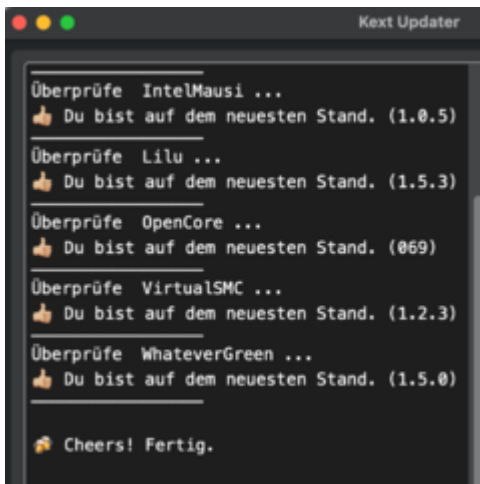 Kext Updater
Überprüfe IntelMausi ...
👍 Du bist auf dem neuesten Stand. (1.0.5)
Überprüfe Lilu ...
👍 Du bist auf dem neuesten Stand. (1.5.3)
Überprüfe OpenCore ...
👍 Du bist auf dem neuesten Stand. (069)
Überprüfe VirtualSMC ...
👍 Du bist auf dem neuesten Stand. (1.2.3)
Überprüfe WhateverGreen ...
👍 Du bist auf dem neuesten Stand. (1.5.0)
🍻 Cheers! Fertig.